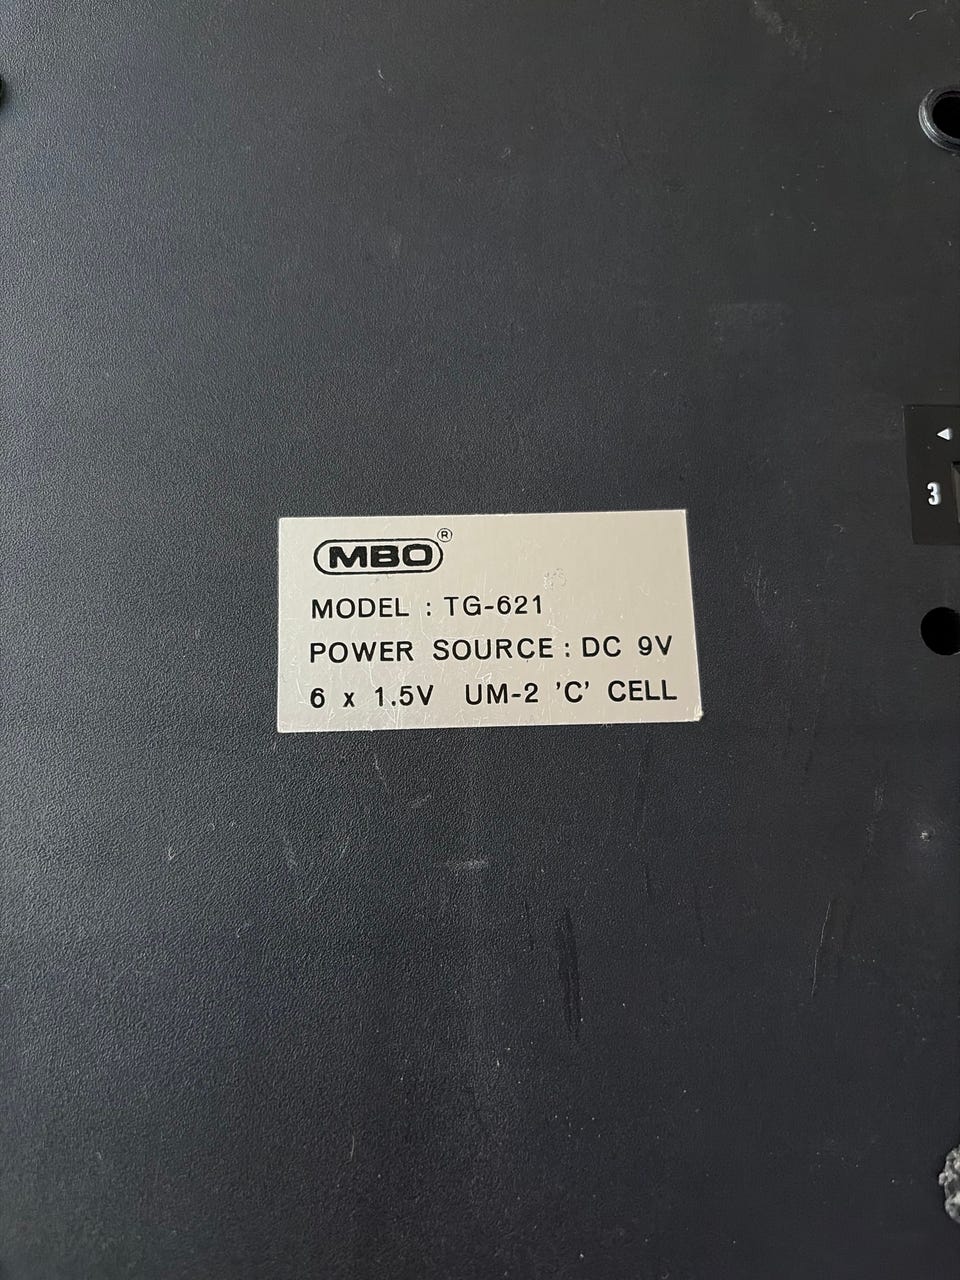 MBO ®
MODEL : TG-621
POWER SOURCE : DC 9V
6 x 1.5V UM-2 'C' CELL
3